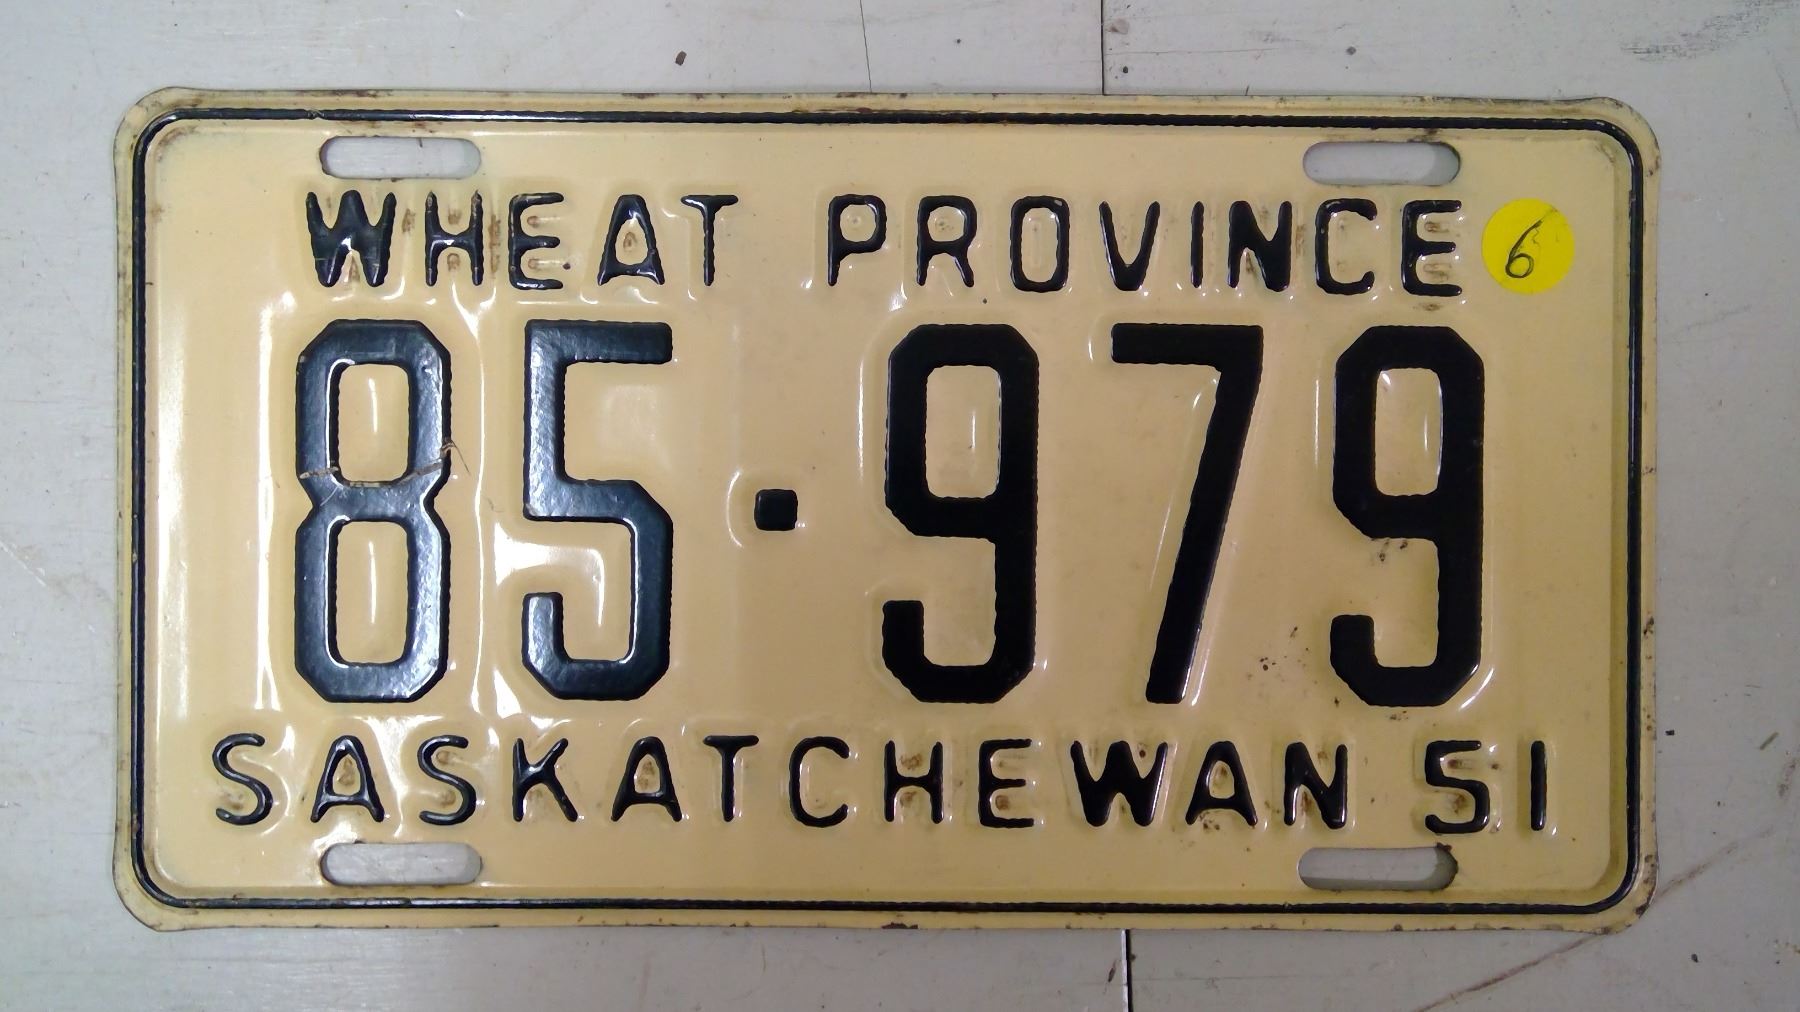 WHEAT PROVINCE
6
85·979
SASKATCHEWAN 51